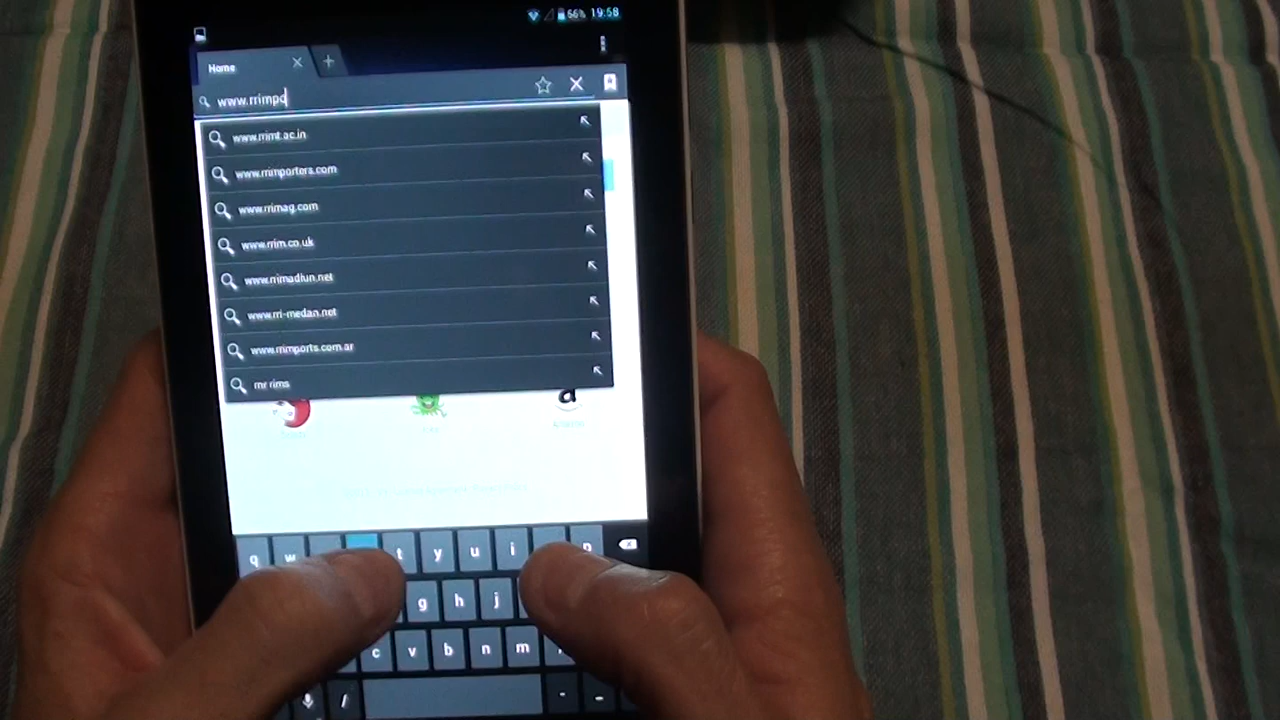 56% 19:58
Home
www.rrimpo
www.rrimt.ac.in
www.rrimporters.com
www.rrimag.com
www.rrim.co.uk
www.rrimadiun.net
www.rri-medan.net
www.rrimports.com.ar
mr rims
a
q w t y u i p
g h j
c v b n m
/ - _